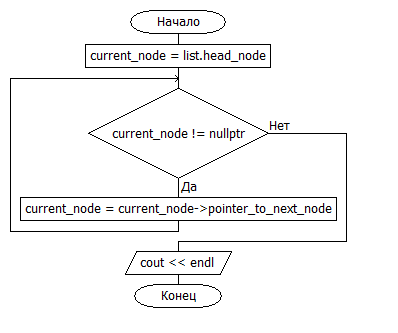 Начало
current_node = list.head_node
current_node != nullptr
Нет
Да
current_node = current_node->pointer_to_next_node
cout << endl
Конец